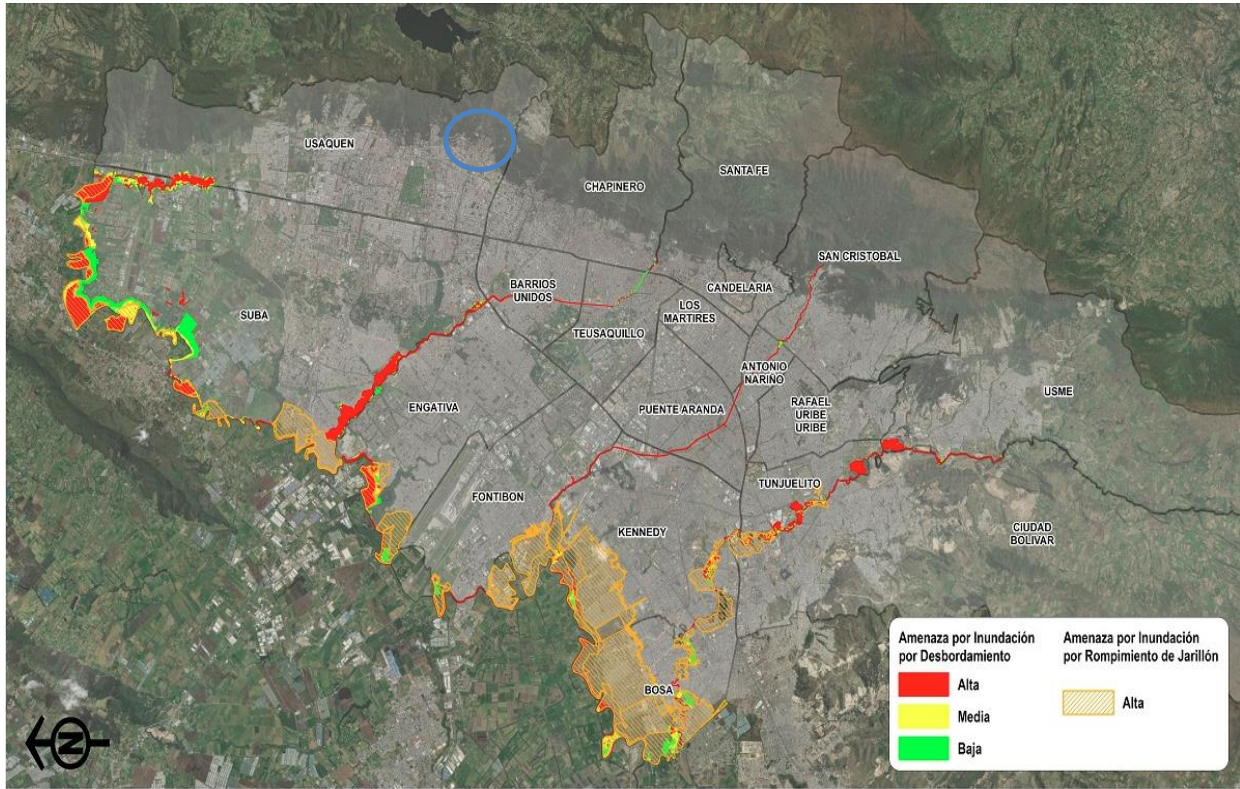 USAQUEN
CHAPINERO
SANTA FE
SAN CRISTOBAL
BARRIOS
UNIDOS
CANDELARIA
SUBA
LOS
MARTIRES
TEUSAQUILLO
ANTONIO
NARIÑO
USME
ENGATIVA
PUENTE ARANDA
RAFAEL
URIBE
URIBE
FONTIBON
TUNJUELITO
KENNEDY
CIUDAD
BOLIVAR
BOSA
N
Amenaza por Inundación
por Desbordamiento
Alta
Media
Baja
Amenaza por Inundación
por Rompimiento de Jarillón
Alta